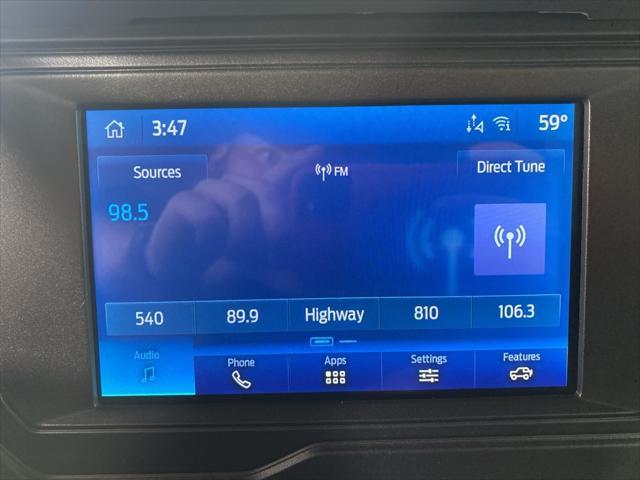 3:47 59°
Sources FM Direct Tune
98.5
540 89.9 Highway 810 106.3
Audio Phone Apps Settings Features